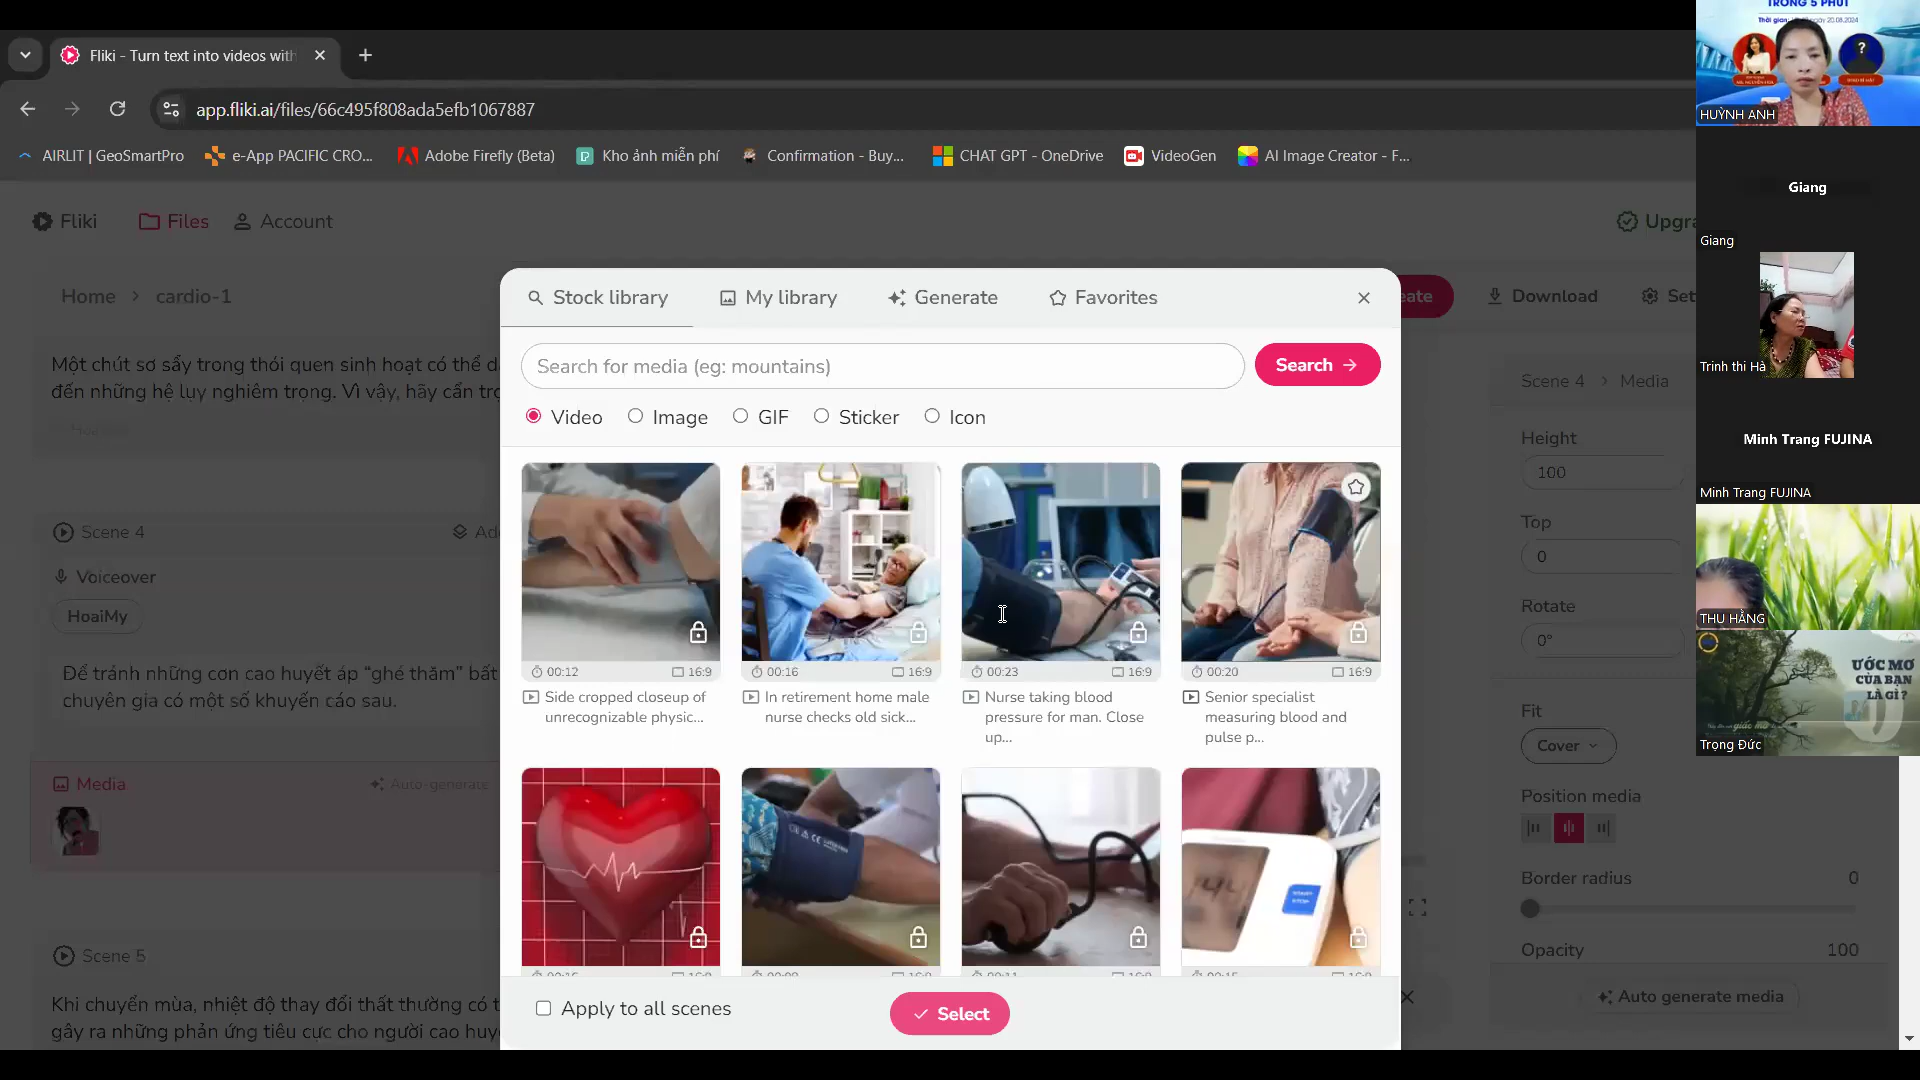 Fliki - Turn text into videos with
app.fliki.ai/files/66c495f808ada5efb1067887
AIRLIT | GeoSmartPro
e-App PACIFIC CRO...
Adobe Firefly (Beta)
Kho ảnh miễn phí
Confirmation - Buy...
CHAT GPT - OneDrive
VideoGen
AI Image Creator - F...
Fliki
Files
Account
Home > cardio-1
Download
Một chút sơ sẩy trong thói quen sinh hoạt có thể
đến những hệ lụy nghiêm trọng. Vì vậy, hãy cẩn
Scene 4
Voiceover
HoaiMy
Để tránh những cơn cao huyết áp “ghé thăm” bất
chuyên gia có một số khuyến cáo sau.
Media
Auto-generate
Scene 5
Khi chuyển mùa, nhiệt độ thay đổi thất thường có
gây ra những phản ứng tiêu cực cho người cao
Stock library
My library
Generate
Favorites
Search for media (eg: mountains)
Search
Video
Image
GIF
Sticker
Icon
00:12 16:9
Side cropped closeup of
unrecognizable physic...
00:16 16:9
In retirement home male
nurse checks old sick...
00:23 16:9
Nurse taking blood
pressure for man. Close
up...
00:20 16:9
Senior specialist
measuring blood and
pulse p...
Apply to all scenes
Select
Scene 4 > Media
Height
100
Top
0
Rotate
0°
Fit
Cover
Position media
Border radius
0
Opacity
100
Auto generate media
TRONG 5 PHÚT
HUỲNH ANH
Giang
Giang
Trinh thi Hà
Minh Trang FUJINA
Minh Trang FUJINA
THU HẰNG
ƯỚC MƠ
CỦA BẠN
LÀ GÌ ?
Trọng Đức